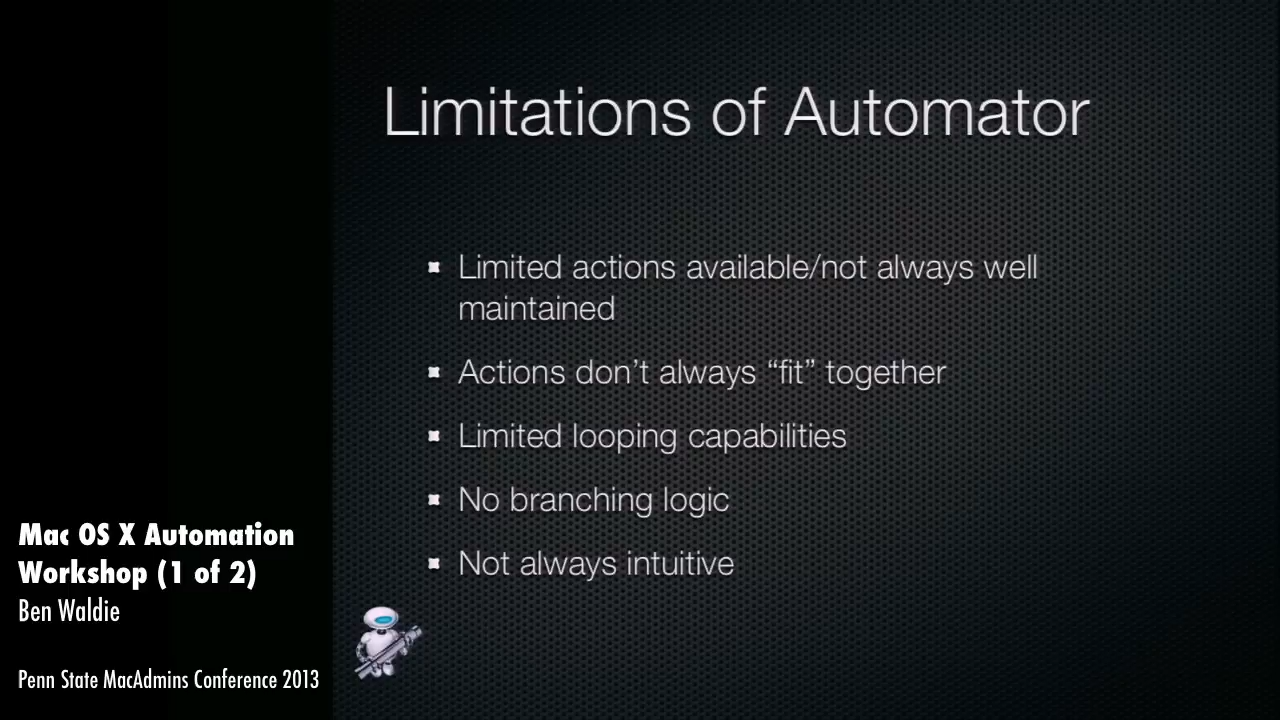 Limitations of Automator
Limited actions available/not always well
maintained
Actions don’t always “fit” together
Limited looping capabilities
No branching logic
Not always intuitive
Mac OS X Automation
Workshop (1 of 2)
Ben Waldie
Penn State MacAdmins Conference 2013